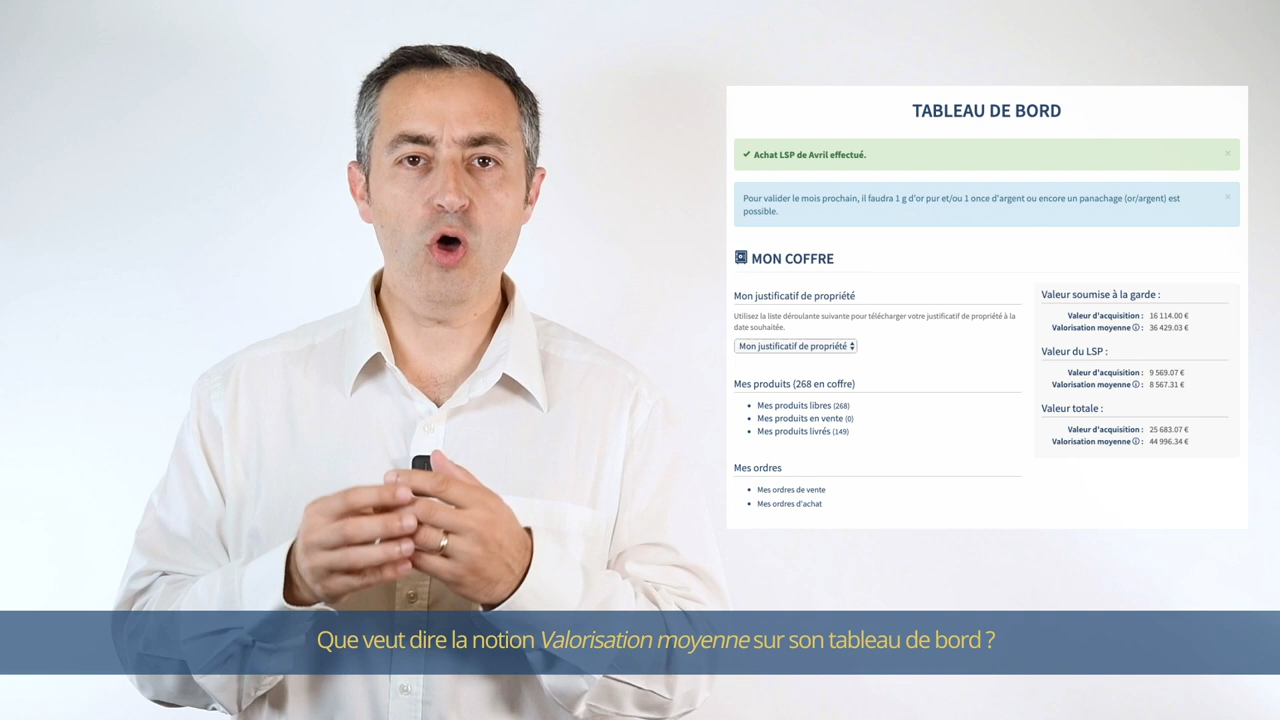 TABLEAU DE BORD
✔ Achat LSP de Avril effectué.
×
Pour valider le mois prochain, il faudra 1 g d'or pur et/ou 1 once d'argent ou encore un panachage (or/argent) est
possible.
×
MON COFFRE
Mon justificatif de propriété
Utilisez la liste déroulante suivante pour télécharger votre justificatif de propriété à la
date souhaitée.
Mon justificatif de propriété
Mes produits (268 en coffre)
• Mes produits libres (268)
• Mes produits en vente (0)
• Mes produits livrés (149)
Mes ordres
• Mes ordres de vente
• Mes ordres d'achat
Valeur soumise à la garde :
Valeur d'acquisition : 16 114.00 €
Valorisation moyenne ⓘ : 36 429.03 €
Valeur du LSP :
Valeur d'acquisition : 9 569.07 €
Valorisation moyenne ⓘ : 8 567.31 €
Valeur totale :
Valeur d'acquisition : 25 683.07 €
Valorisation moyenne ⓘ : 44 996.34 €
Que veut dire la notion Valorisation moyenne sur son tableau de bord ?